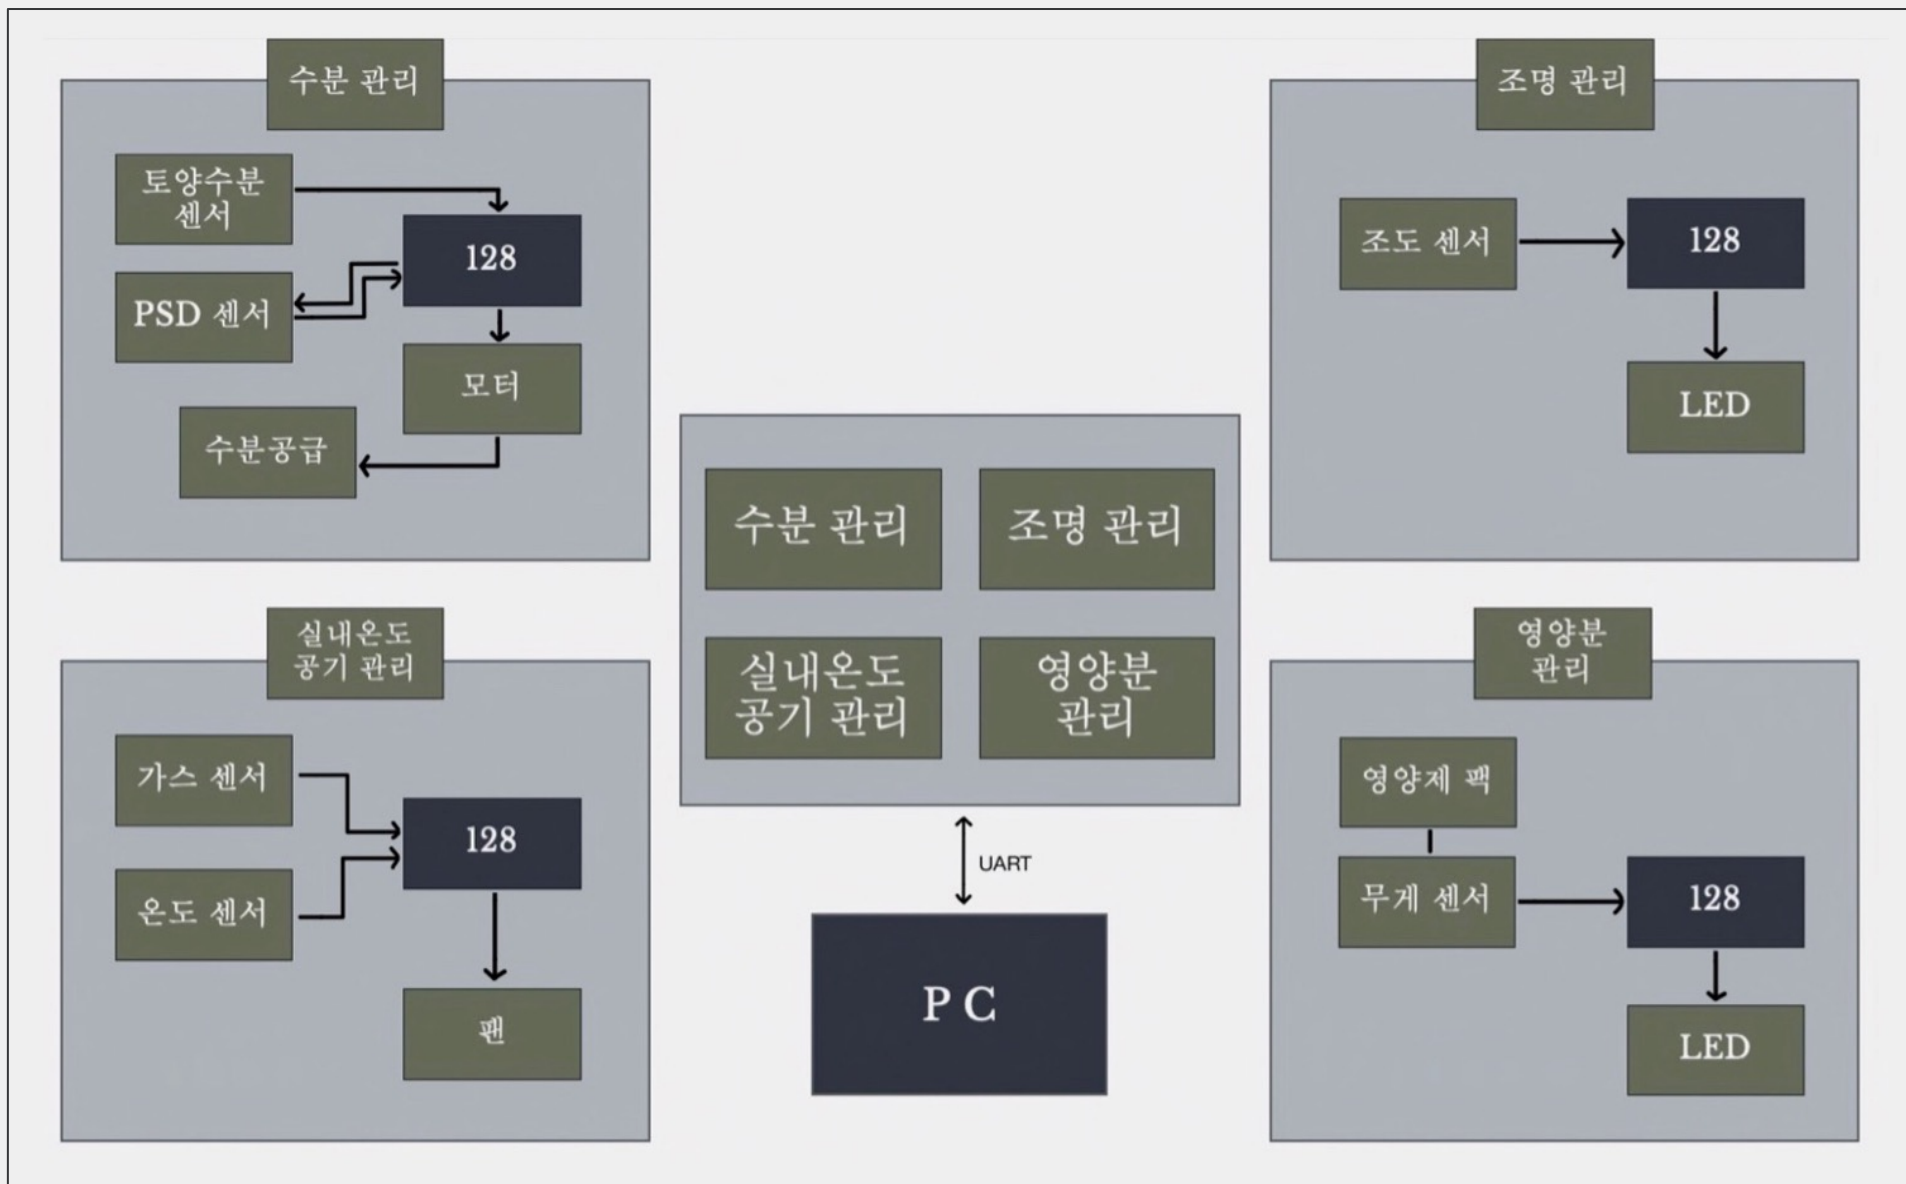 수분 관리
토양수분
센서
128
PSD 센서
모터
수분공급
조명 관리
조도 센서
128
LED
수분 관리
조명 관리
실내온도
공기 관리
영양분
관리
UART
P C
실내온도
공기 관리
가스 센서
128
온도 센서
팬
영양분
관리
영양제 팩
무게 센서
128
LED